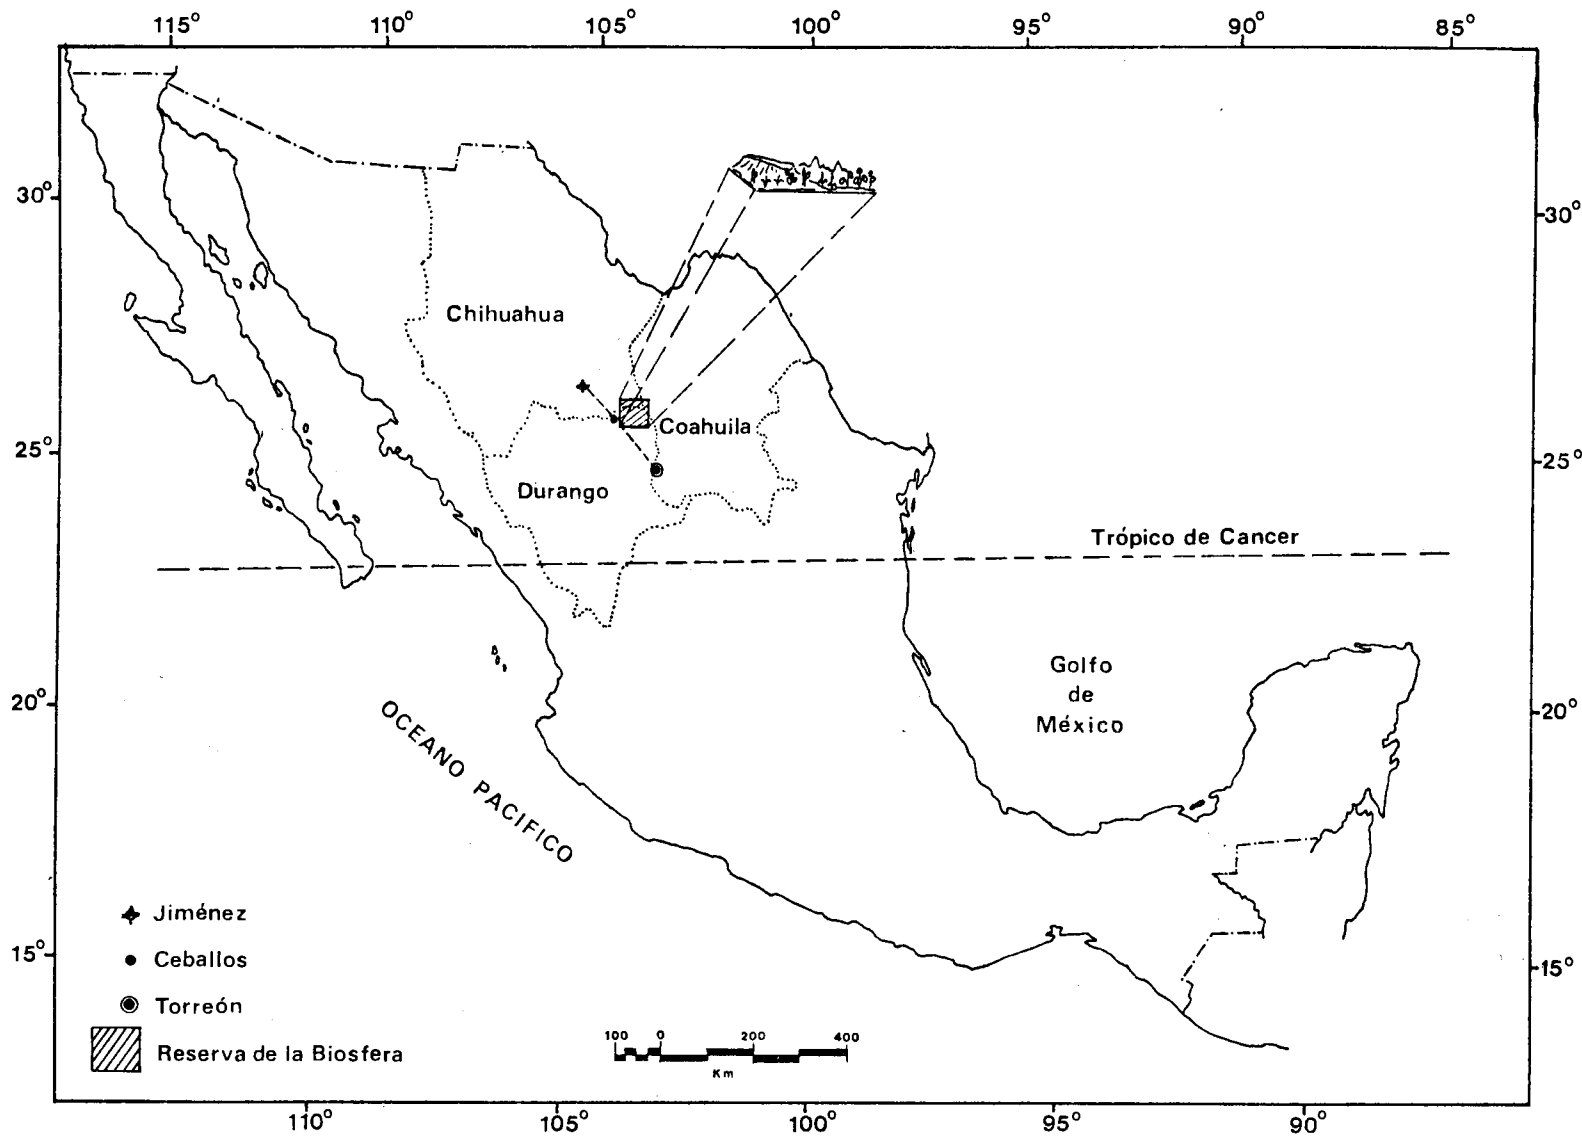 115° 110° 105° 100° 95° 90° 85°
30° 30°
Chihuahua
Coahuila
25° 25°
Durango
Trópico de Cancer
Golfo
de
México
20° 20°
OCEANO PACIFICO
Jiménez
15° 15°
Ceballos
Torreón
100 0 200 400
Reserva de la Biosfera
Km
110° 105° 100° 95° 90°